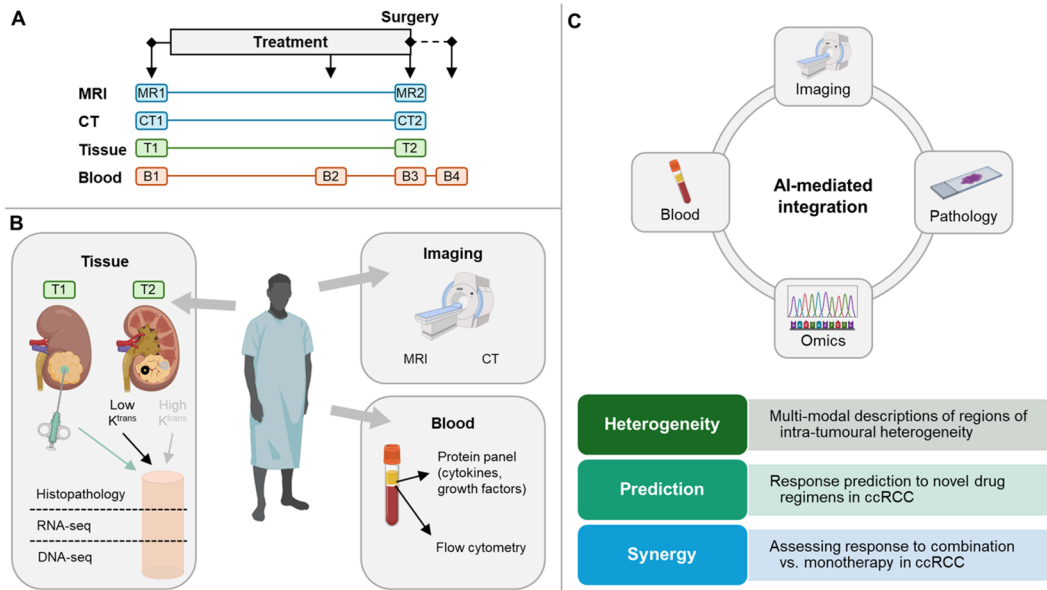 A
Surgery
Treatment
MRI
MR1
MR2
CT
CT1
CT2
Tissue
T1
T2
Blood
B1
B2
B3
B4
B
Tissue
T1
T2
Low
Ktrans
High
Ktrans
Histopathology
RNA-seq
DNA-seq
Imaging
MRI
CT
Blood
Protein panel
(cytokines,
growth factors)
Flow cytometry
C
Imaging
Blood
AI-mediated
integration
Pathology
Omics
Heterogeneity
Multi-modal descriptions of regions of
intra-tumoural heterogeneity
Prediction
Response prediction to novel drug
regimens in ccRCC
Synergy
Assessing response to combination
vs. monotherapy in ccRCC